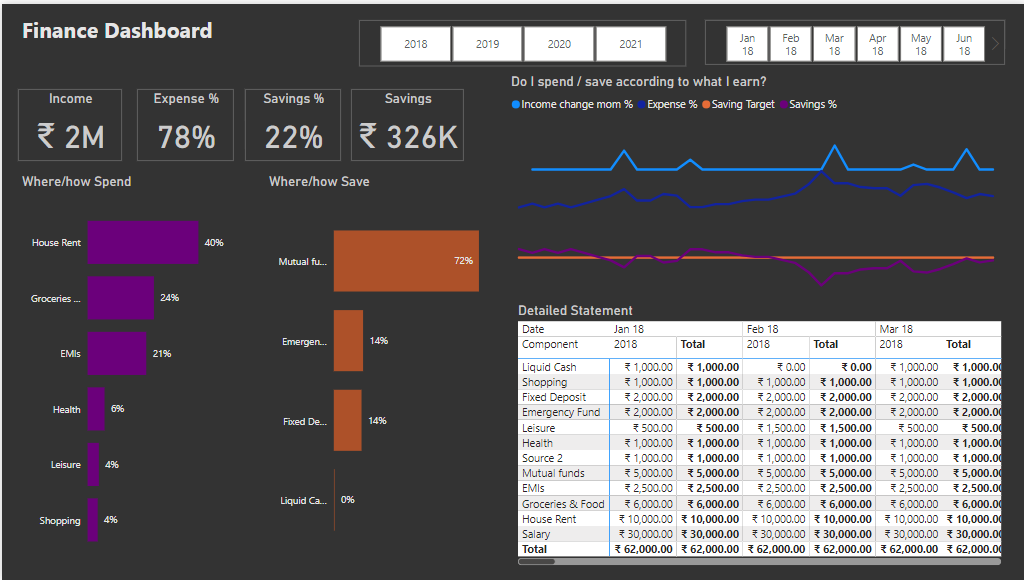 Finance Dashboard
2018 2019 2020 2021
Jan 18 Feb 18 Mar 18 Apr 18 May 18 Jun 18
Income
₹ 2M
Expense %
78%
Savings %
22%
Savings
₹ 326K
Where/how Spend
House Rent 40%
Groceries ... 24%
EMIs 21%
Health 6%
Leisure 4%
Shopping 4%
Where/how Save
Mutual fu... 72%
Emergen... 14%
Fixed De... 14%
Liquid Ca... 0%
Do I spend / save according to what I earn?
Income change mom % Expense % Saving Target Savings %
Detailed Statement
Date Jan 18 Feb 18 Mar 18
Component 2018 Total 2018 Total 2018 Total
Liquid Cash ₹ 1,000.00 ₹ 1,000.00 ₹ 0.00 ₹ 0.00 ₹ 1,000.00 ₹ 1,000.00
Shopping ₹ 1,000.00 ₹ 1,000.00 ₹ 1,000.00 ₹ 1,000.00 ₹ 1,000.00 ₹ 1,000.00
Fixed Deposit ₹ 2,000.00 ₹ 2,000.00 ₹ 2,000.00 ₹ 2,000.00 ₹ 2,000.00 ₹ 2,000.00
Emergency Fund ₹ 2,000.00 ₹ 2,000.00 ₹ 2,000.00 ₹ 2,000.00 ₹ 2,000.00 ₹ 2,000.00
Leisure ₹ 500.00 ₹ 500.00 ₹ 1,500.00 ₹ 1,500.00 ₹ 500.00 ₹ 500.00
Health ₹ 1,000.00 ₹ 1,000.00 ₹ 1,000.00 ₹ 1,000.00 ₹ 1,000.00 ₹ 1,000.00
Source 2 ₹ 1,000.00 ₹ 1,000.00 ₹ 1,000.00 ₹ 1,000.00 ₹ 1,000.00 ₹ 1,000.00
Mutual funds ₹ 5,000.00 ₹ 5,000.00 ₹ 5,000.00 ₹ 5,000.00 ₹ 5,000.00 ₹ 5,000.00
EMIs ₹ 2,500.00 ₹ 2,500.00 ₹ 2,500.00 ₹ 2,500.00 ₹ 2,500.00 ₹ 2,500.00
Groceries & Food ₹ 6,000.00 ₹ 6,000.00 ₹ 6,000.00 ₹ 6,000.00 ₹ 6,000.00 ₹ 6,000.00
House Rent ₹ 10,000.00 ₹ 10,000.00 ₹ 10,000.00 ₹ 10,000.00 ₹ 10,000.00 ₹ 10,000.00
Salary ₹ 30,000.00 ₹ 30,000.00 ₹ 30,000.00 ₹ 30,000.00 ₹ 30,000.00 ₹ 30,000.00
Total ₹ 62,000.00 ₹ 62,000.00 ₹ 62,000.00 ₹ 62,000.00 ₹ 62,000.00 ₹ 62,000.00